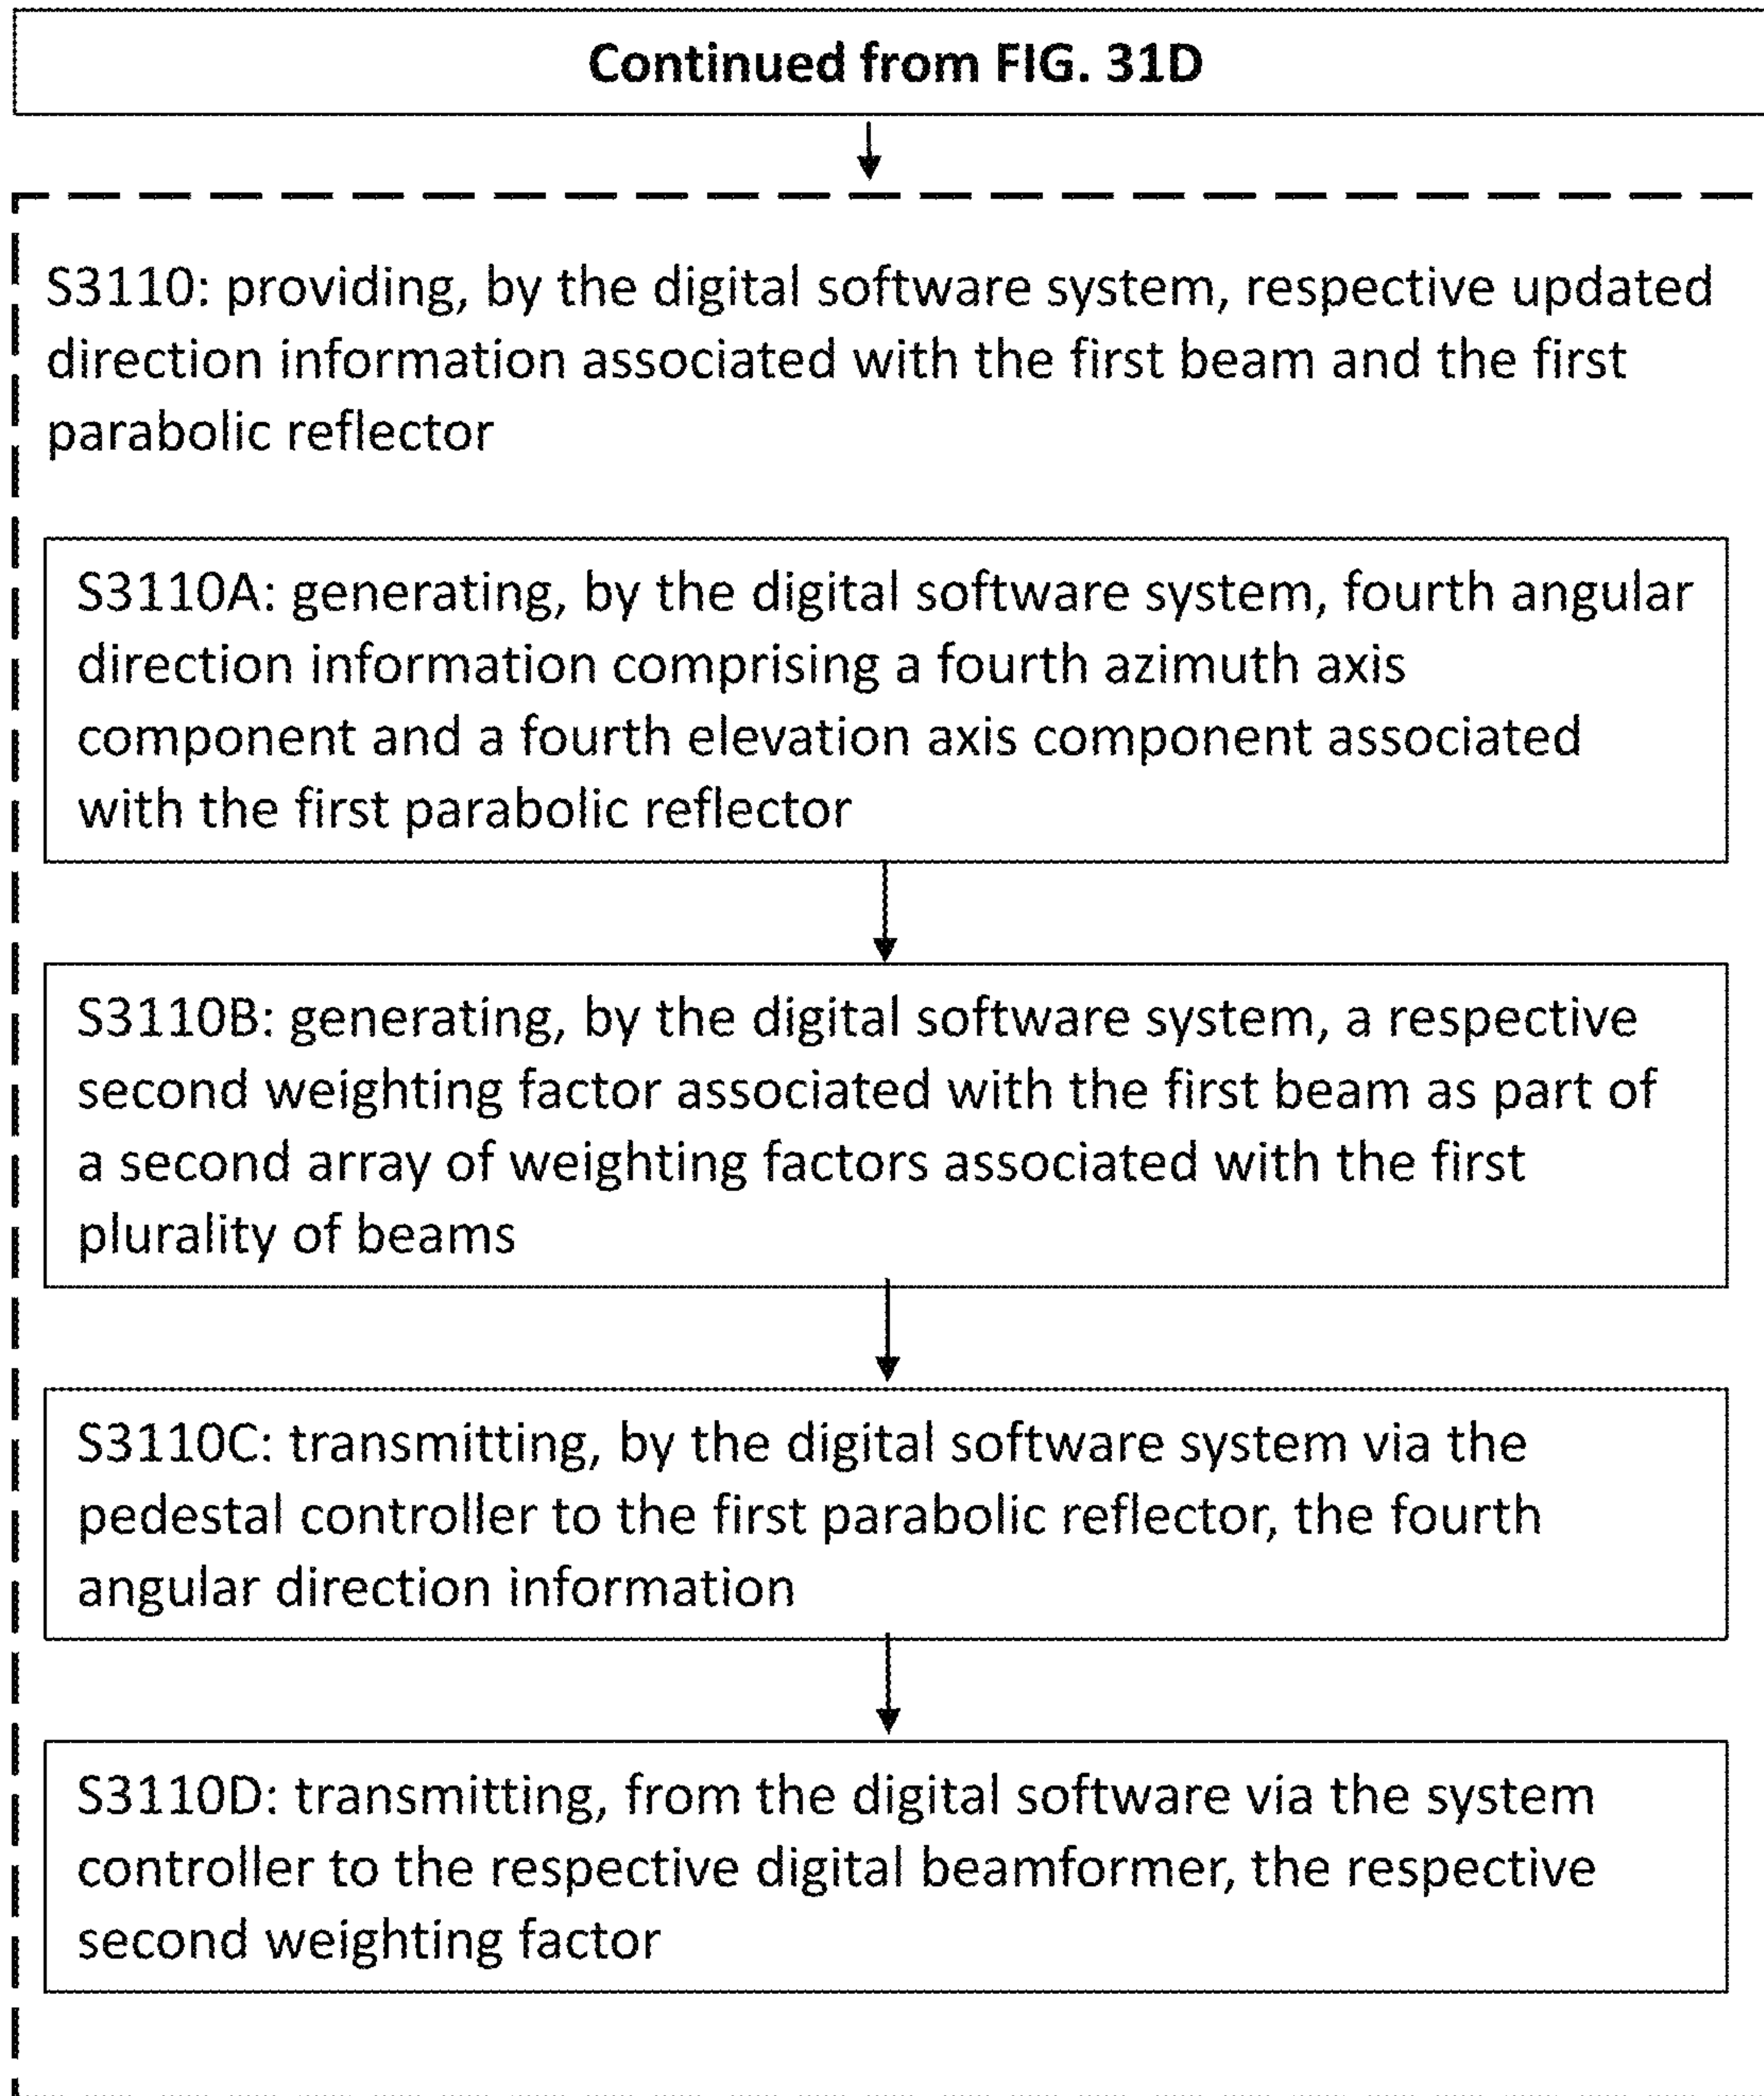 Continued from FIG. 31D
S3110: providing, by the digital software system, respective updated
direction information associated with the first beam and the first
parabolic reflector
S3110A: generating, by the digital software system, fourth angular
direction information comprising a fourth azimuth axis
component and a fourth elevation axis component associated
with the first parabolic reflector
S3110B: generating, by the digital software system, a respective
second weighting factor associated with the first beam as part of
a second array of weighting factors associated with the first
plurality of beams
S3110C: transmitting, by the digital software system via the
pedestal controller to the first parabolic reflector, the fourth
angular direction information
S3110D: transmitting, from the digital software via the system
controller to the respective digital beamformer, the respective
second weighting factor